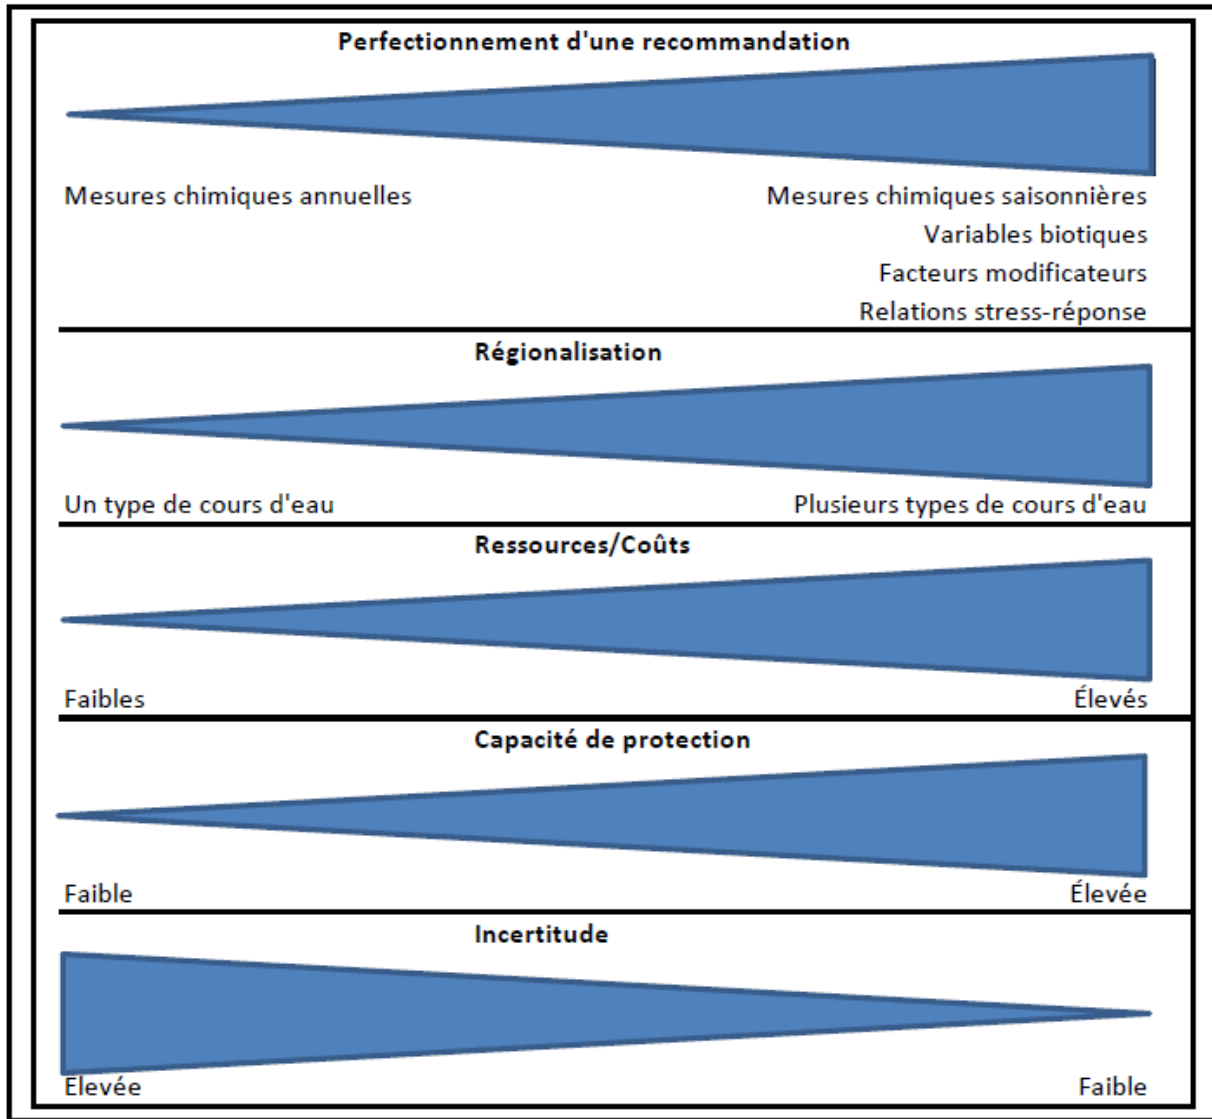 Perfectionnement d'une recommandation
Mesures chimiques annuelles
Mesures chimiques saisonnières
Variables biotiques
Facteurs modificateurs
Relations stress-réponse
Régionalisation
Un type de cours d'eau
Plusieurs types de cours d'eau
Ressources/Coûts
Faibles
Élevés
Capacité de protection
Faible
Élevée
Incertitude
Elevée
Faible